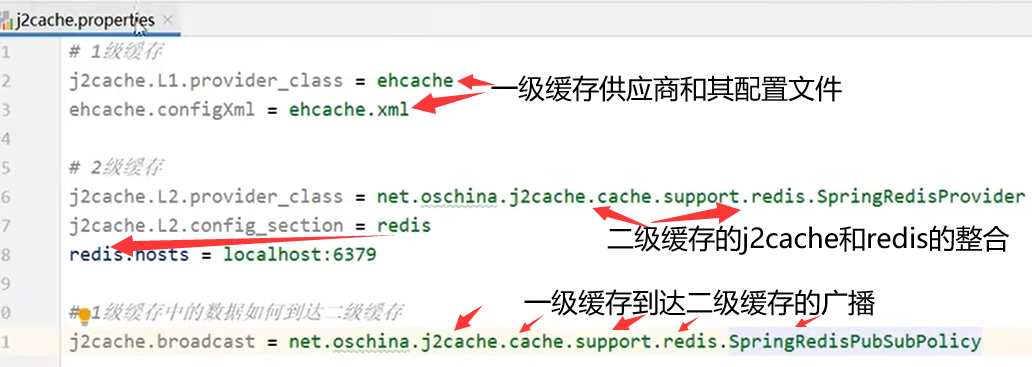 j2cache.properties
1 # 1级缓存
2 j2cache.L1.provider_class = ehcache
3 ehcache.configXml = ehcache.xml
一级缓存供应商和其配置文件
4
5 # 2级缓存
6 j2cache.L2.provider_class = net.oschina.j2cache.cache.support.redis.SpringRedisProvider
7 j2cache.L2.config_section = redis
二级缓存的j2cache和redis的整合
8 redis.hosts = localhost:6379
9
一级缓存到达二级缓存的广播
0 # 1级缓存中的数据如何到达二级缓存
1 j2cache.broadcast = net.oschina.j2cache.cache.support.redis.SpringRedisPubSubPolicy